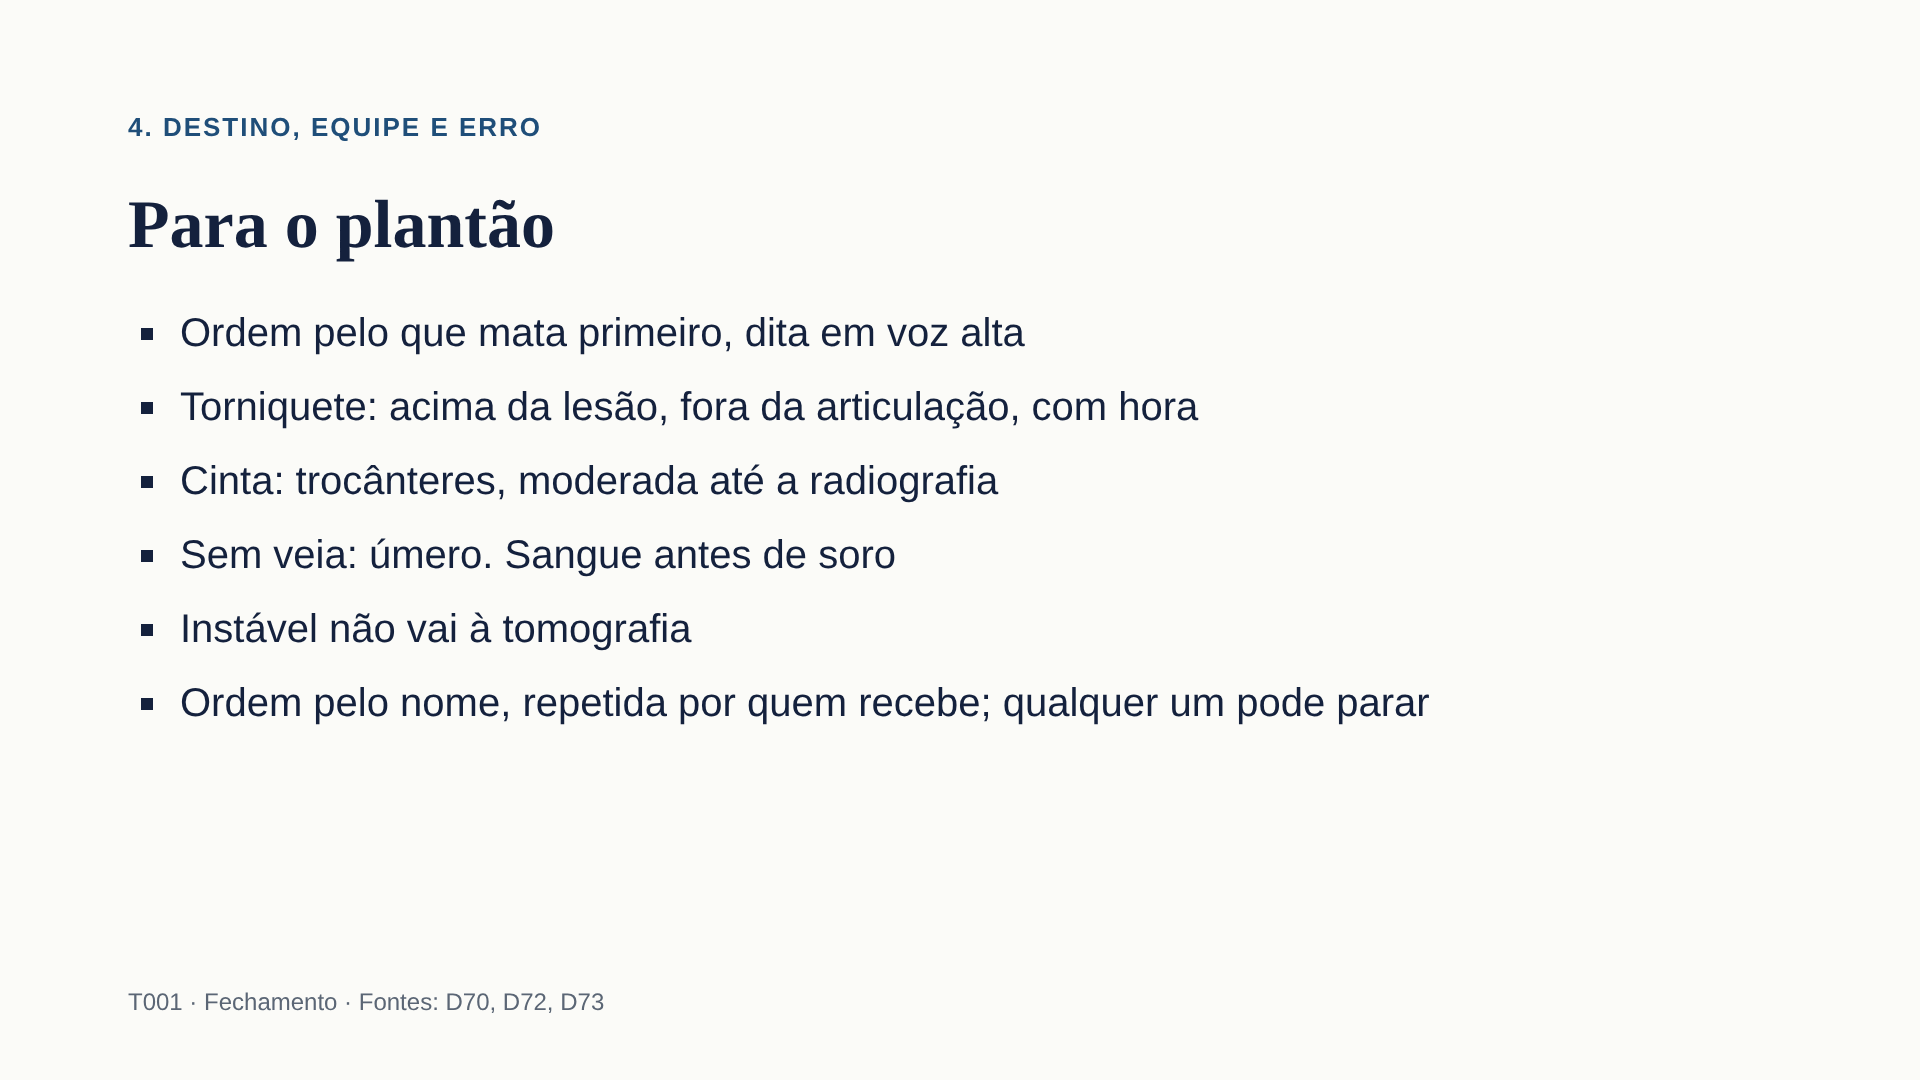 4. DESTINO, EQUIPE E ERRO
Para o plantão
▪ Ordem pelo que mata primeiro, dita em voz alta
▪ Torniquete: acima da lesão, fora da articulação, com hora
▪ Cinta: trocânteres, moderada até a radiografia
▪ Sem veia: úmero. Sangue antes de soro
▪ Instável não vai à tomografia
▪ Ordem pelo nome, repetida por quem recebe; qualquer um pode parar
T001 · Fechamento · Fontes: D70, D72, D73